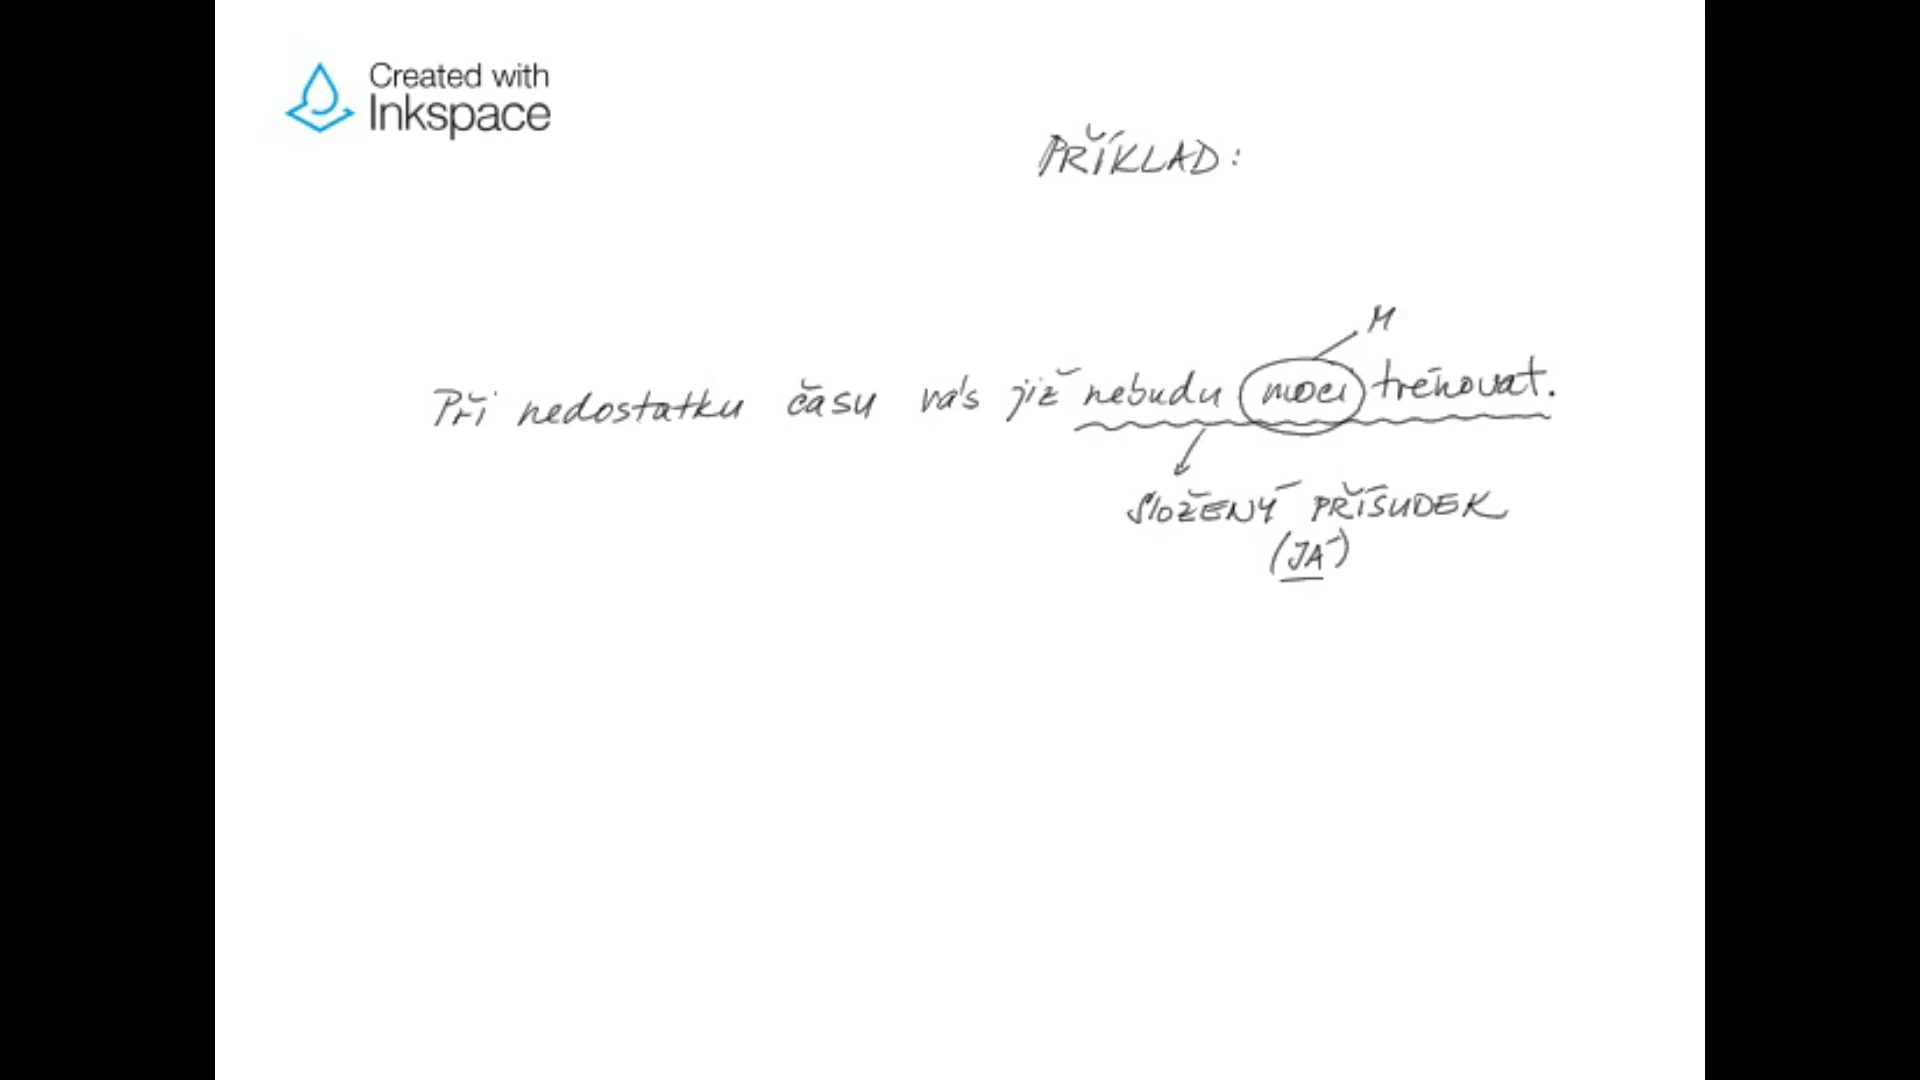 Created with
Inkspace
PŘÍKLAD:
M
Při nedostatku času vás již nebudu moci trénovat.
SLOŽENÝ PŘÍSUDEK
(JÁ)